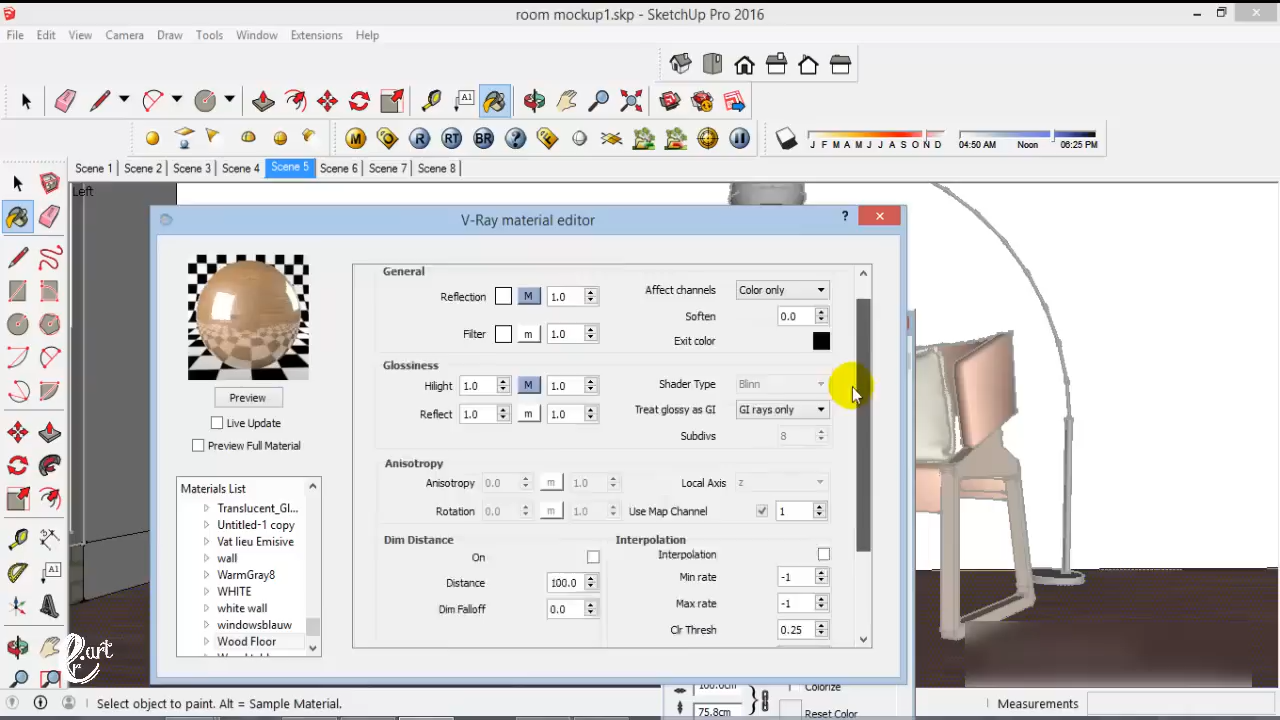 room mockup1.skp - SketchUp Pro 2016
File Edit View Camera Draw Tools Window Extensions Help
A1
M R RT BR ?
J F M A M J J A S O N D 04:50 AM Noon 08:25 PM
Scene 1 Scene 2 Scene 3 Scene 4 Scene 5 Scene 6 Scene 7 Scene 8
Left
V-Ray material editor
?
General
Reflection M 1.0 Affect channels Color only
Soften 0.0
Filter m 1.0 Exit color
Glossiness
Hilight 1.0 M 1.0 Shader Type Blinn
Reflect 1.0 m 1.0 Treat glossy as GI GI rays only
Subdivs 8
Preview
Live Update
Preview Full Material
Anisotropy
Anisotropy 0.0 m 1.0 Local Axis z
Rotation 0.0 m 1.0 Use Map Channel 1
Dim Distance Interpolation
On Interpolation
Distance 100.0 Min rate -1
Dim Falloff 0.0 Max rate -1
Clr Thresh 0.25
Materials List
Translucent_Gl...
Untitled-1 copy
Vat lieu Emisive
wall
WarmGray8
WHITE
white wall
windowsblauw
Wood Floor
A1
art
Colorize
75.8cm Reset Color
Select object to paint. Alt = Sample Material.
Measurements